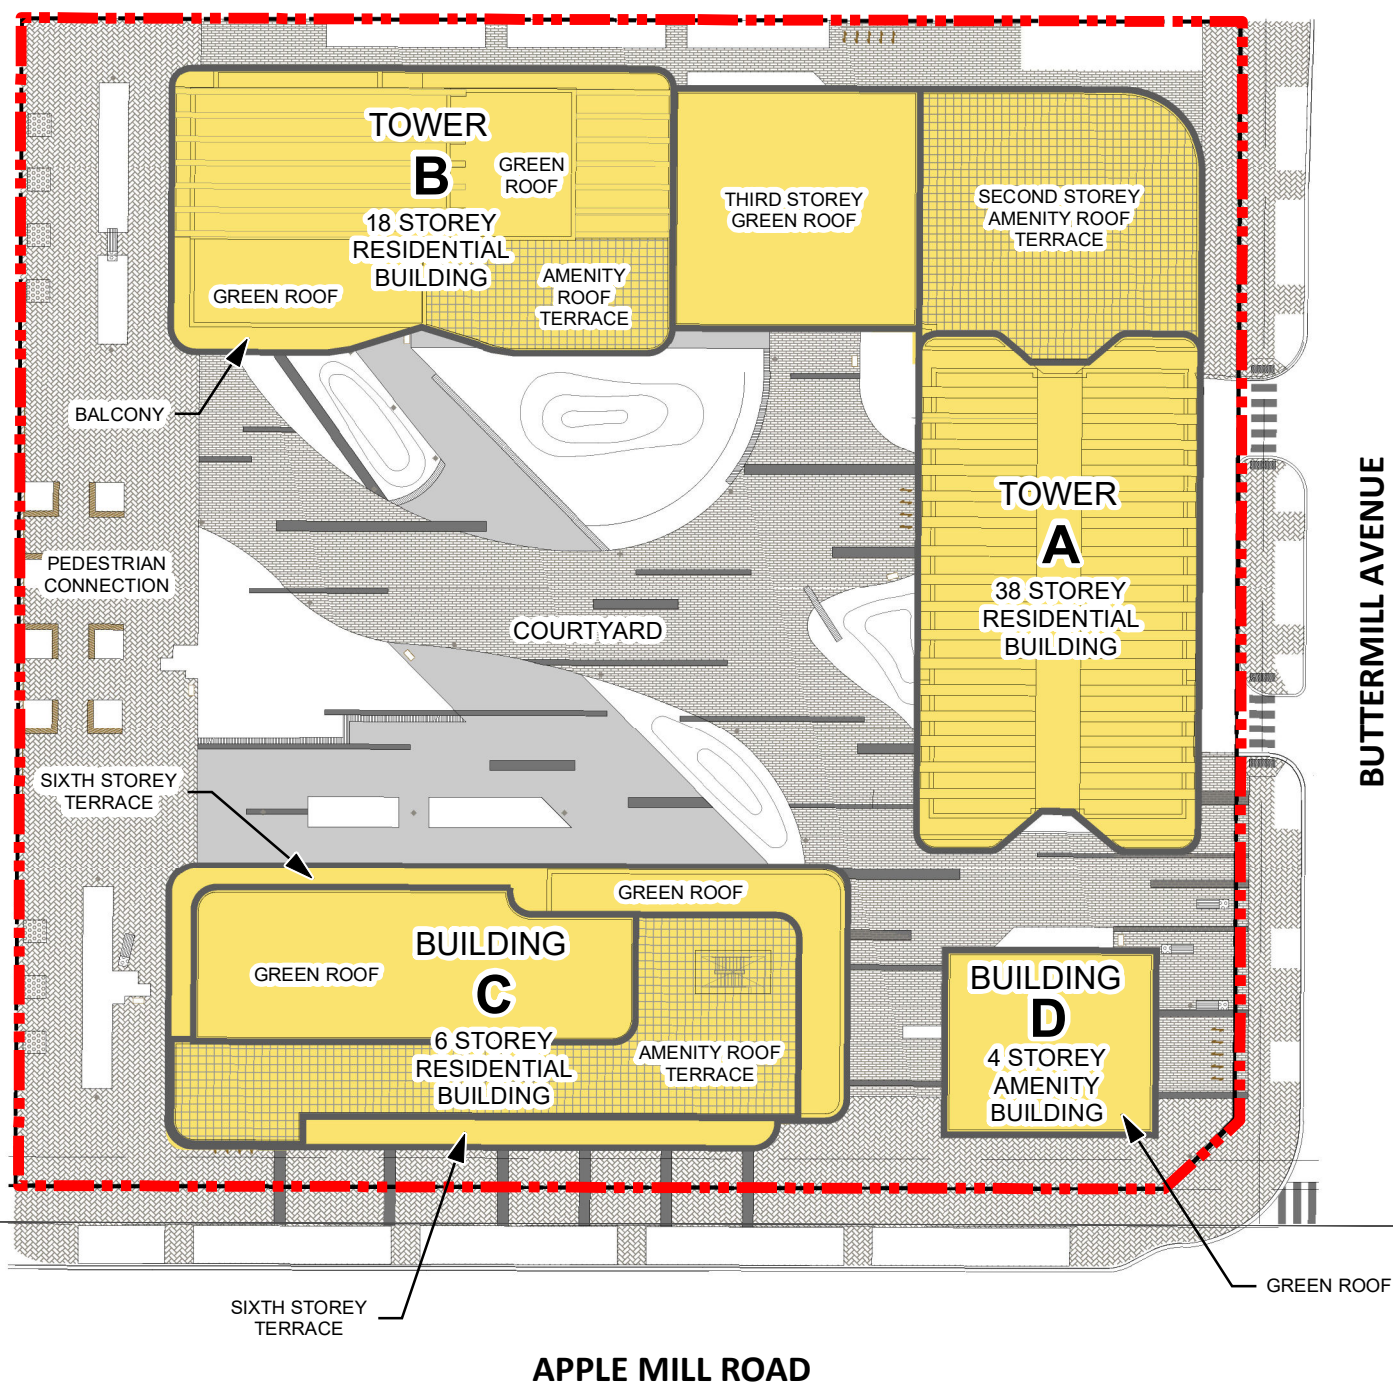 TOWER
B
18 STOREY
RESIDENTIAL
BUILDING
GREEN
ROOF
GREEN ROOF
AMENITY
ROOF
TERRACE
THIRD STOREY
GREEN ROOF
SECOND STOREY
AMENITY ROOF
TERRACE
BALCONY
TOWER
A
38 STOREY
RESIDENTIAL
BUILDING
BUTTERMILL AVENUE
PEDESTRIAN
CONNECTION
COURTYARD
SIXTH STOREY
TERRACE
GREEN ROOF
GREEN ROOF
BUILDING
C
6 STOREY
RESIDENTIAL
BUILDING
AMENITY ROOF
TERRACE
BUILDING
D
4 STOREY
AMENITY
BUILDING
GREEN ROOF
SIXTH STOREY
TERRACE
APPLE MILL ROAD